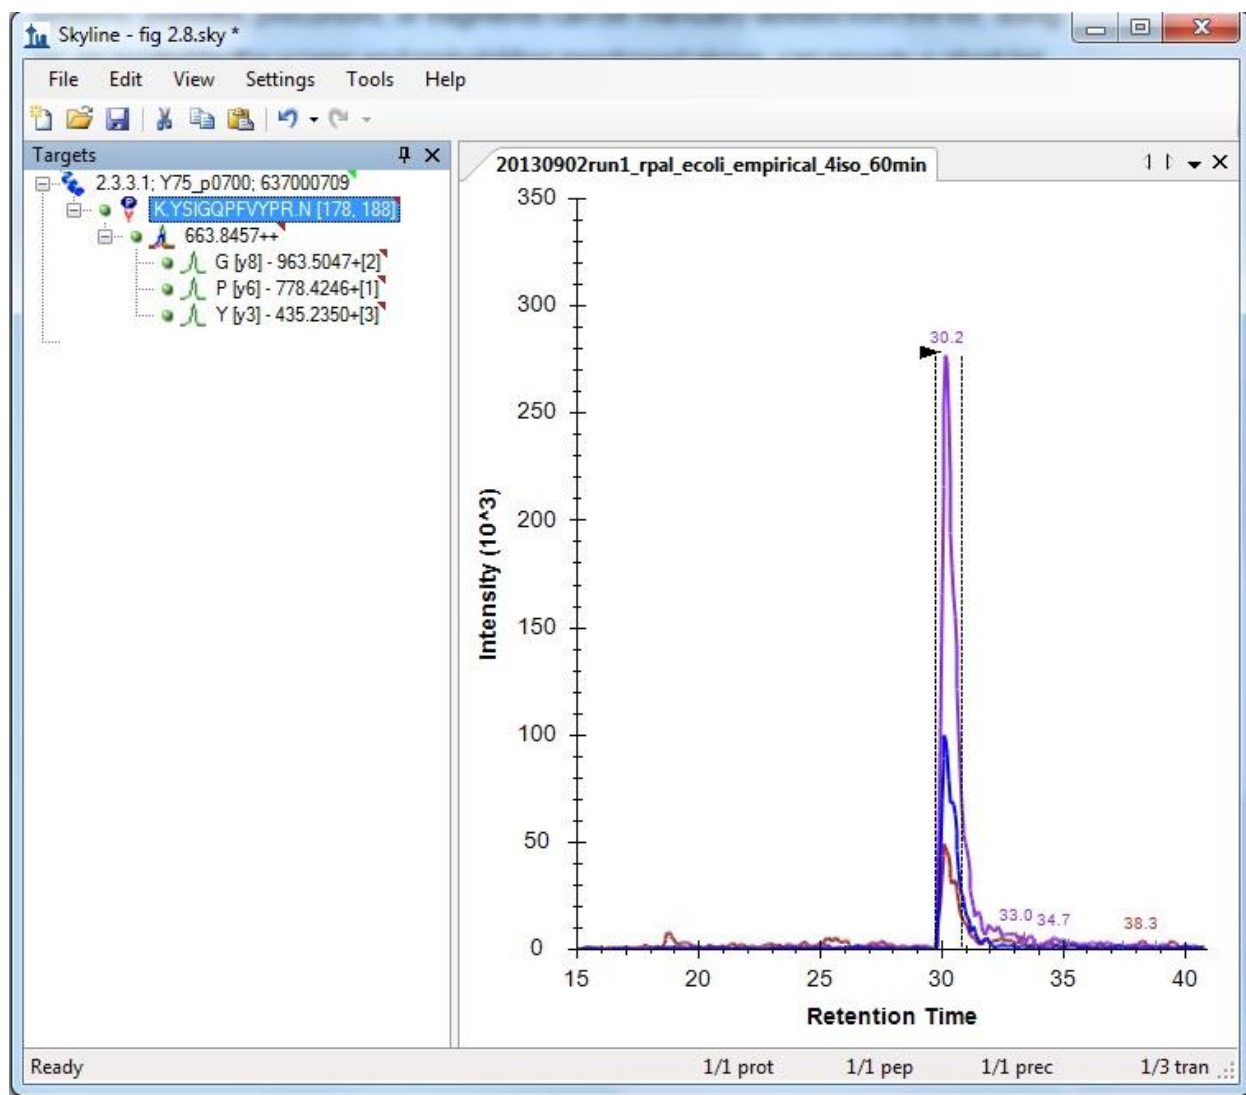 Skyline - fig 2.8.sky *
File Edit View Settings Tools Help
Targets
2.3.3.1; Y75_p0700; 637000709
K.YSIGQPFVYPR.N [178, 188]
663.8457++
G [y8] - 963.5047+[2]
P [y6] - 778.4246+[1]
Y [y3] - 435.2350+[3]
20130902run1_rpal_ecoli_empirical_4iso_60min
350
300
250
200
150
100
50
0
Intensity (10^3)
30.2
33.0
34.7
38.3
15 20 25 30 35 40
Retention Time
Ready 1/1 prot 1/1 pep 1/1 prec 1/3 tran